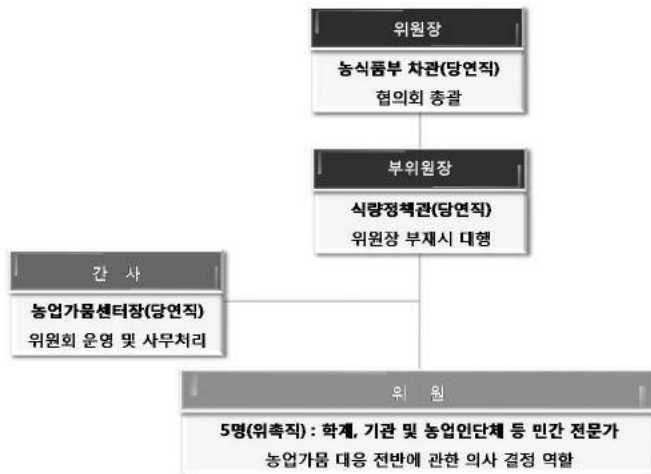 위원장
농식품부 차관(당연직)
협의회 총괄
부위원장
식량정책관(당연직)
위원장 부재시 대행
간 사
농업가뭄센터장(당연직)
위원회 운영 및 사무처리
위 원
5명(위촉직) : 학계, 기관 및 농업인단체 등 민간 전문가
농업가뭄 대응 전반에 관한 의사 결정 역할